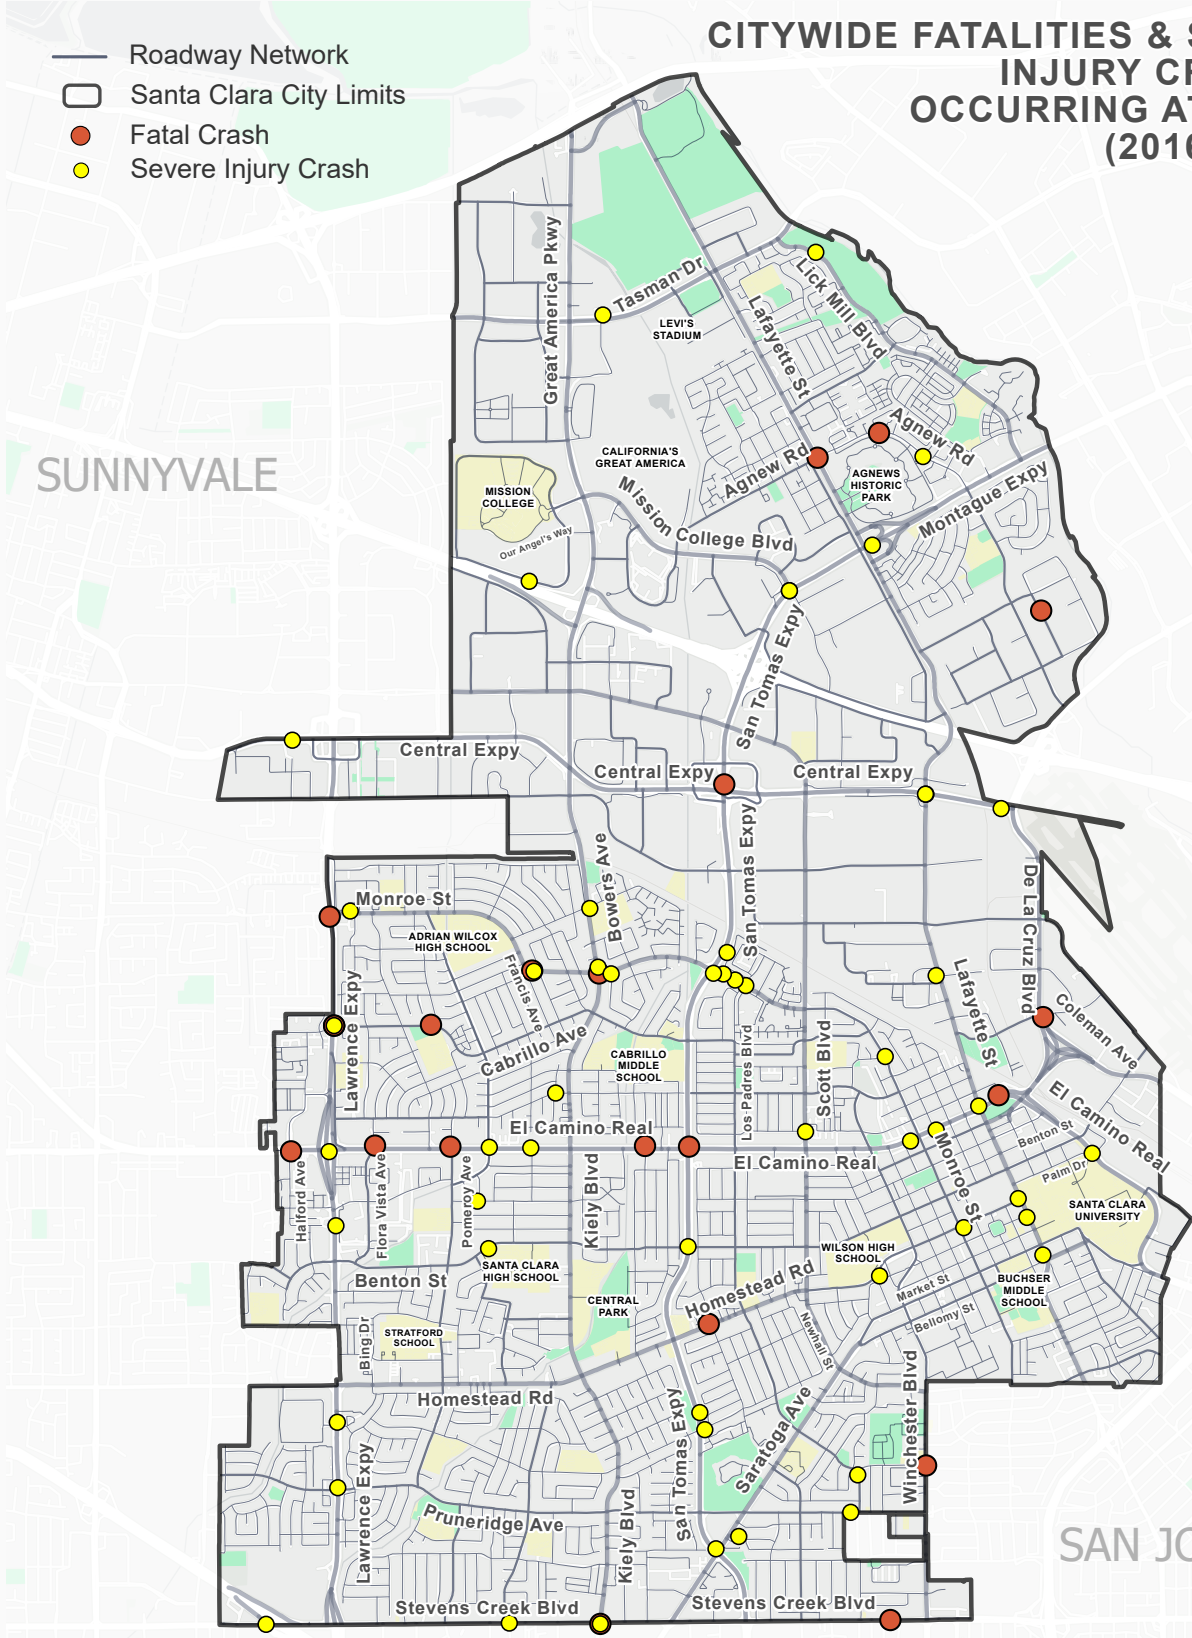 CITYWIDE FATALITIES &
INJURY
OCCURRING
(2016
Roadway Network
Santa Clara City Limits
Fatal Crash
Severe Injury Crash
Great America Pkwy
Tasman Dr
Lick Mill Blvd
LEVI'S
STADIUM
Lafayette St
SUNNYVALE
CALIFORNIA'S
GREAT AMERICA
Agnew Rd
Agnew Rd
AGNEWS
HISTORIC
PARK
MISSION
COLLEGE
Mission College Blvd
Montague Expy
Our Angel's Way
San Tomas Expy
Central Expy
Central Expy
Central Expy
San Tomas Expy
Bowers Ave
De La Cruz Blvd
Monroe St
ADRIAN WILCOX
HIGH SCHOOL
Francis Ave
Lawrence Expy
Cabrillo Ave
CABRILLO
MIDDLE
SCHOOL
Los Padres Blvd
Scott Blvd
Lafayette St
Coleman Ave
El Camino Real
El Camino Real
El Camino Real
Halford Ave
Flora Vista Ave
Pomeroy Ave
Kiely Blvd
Monroe St
Benton St
Palm Dr
SANTA CLARA
UNIVERSITY
Benton St
SANTA CLARA
HIGH SCHOOL
CENTRAL
PARK
WILSON HIGH
SCHOOL
Homestead Rd
Market St
Bellomy St
BUCHSER
MIDDLE
SCHOOL
Bing Dr
STRATFORD
SCHOOL
Newhall St
Homestead Rd
San Tomas Expy
Saratoga Ave
Winchester Blvd
Lawrence Expy
Pruneridge Ave
Kiely Blvd
SAN JO
Stevens Creek Blvd
Stevens Creek Blvd